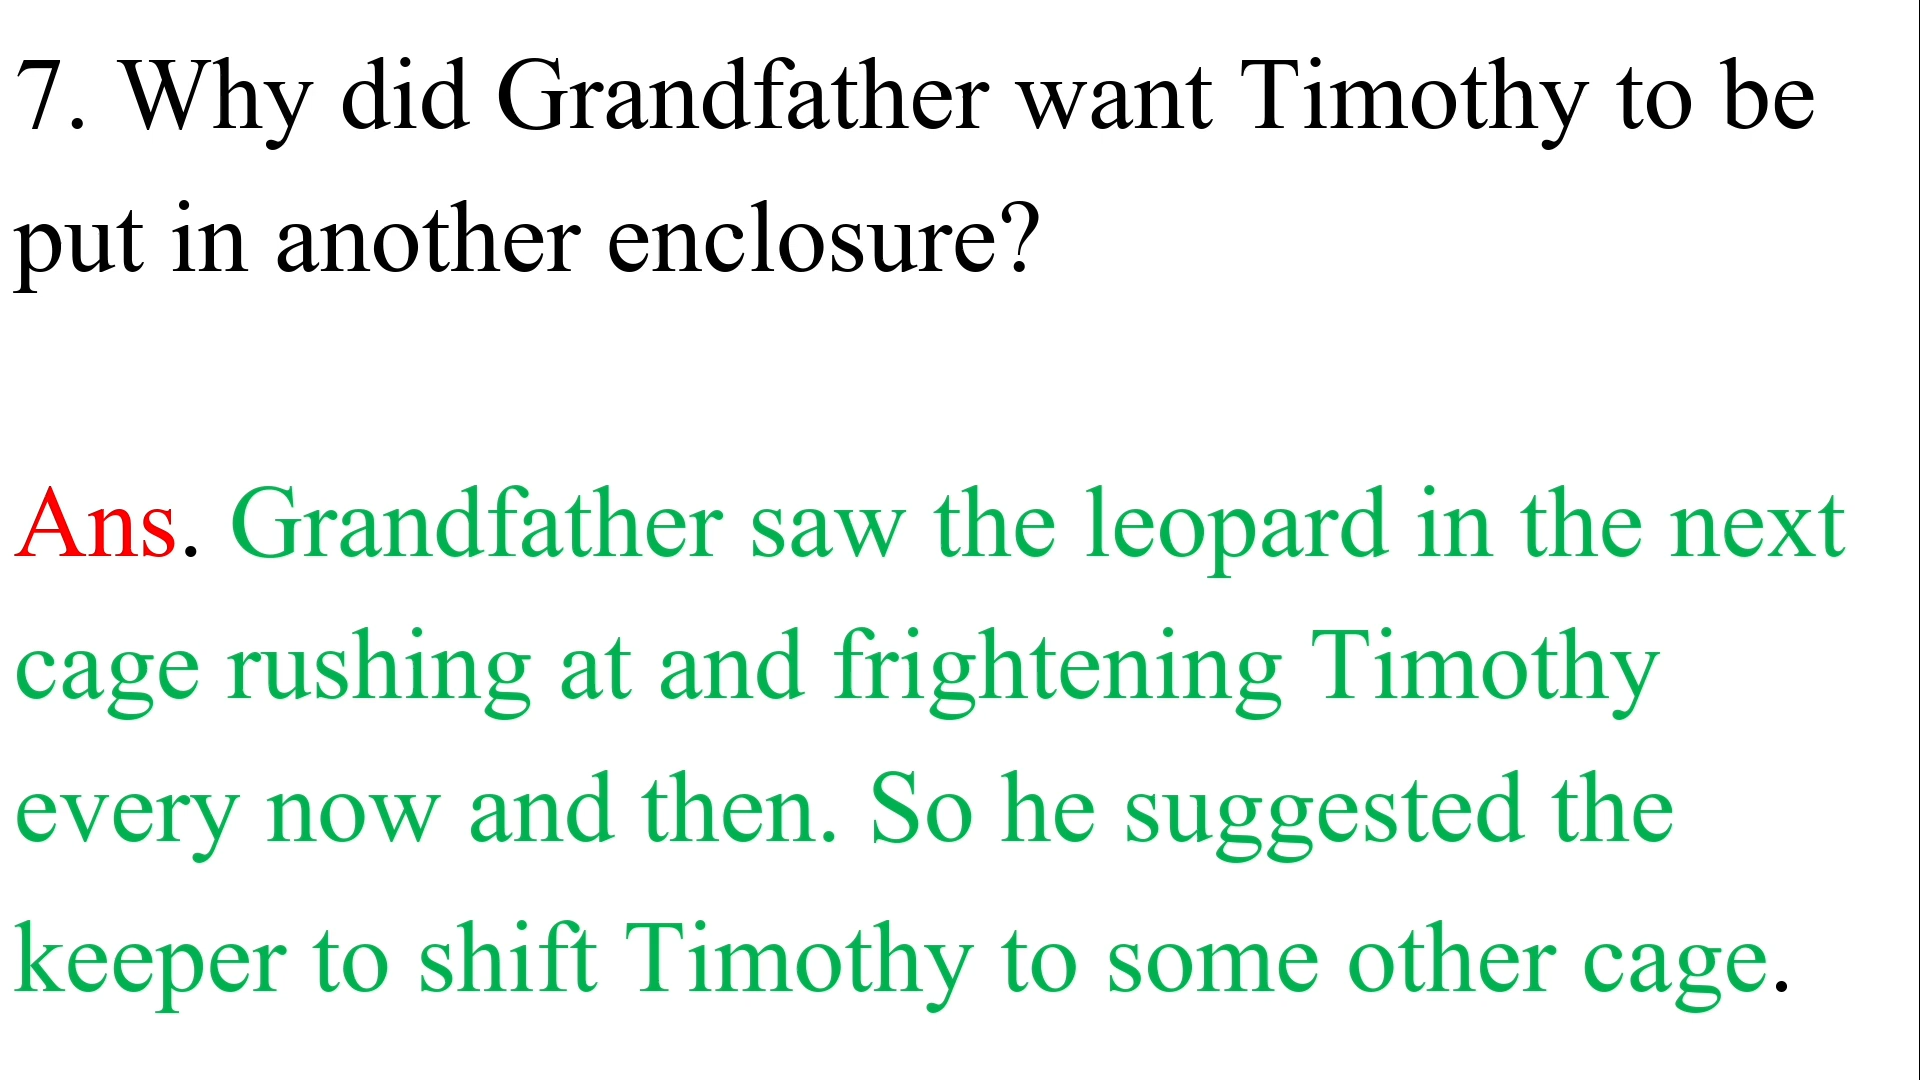 7. Why did Grandfather want Timothy to be
put in another enclosure?
Ans. Grandfather saw the leopard in the next
cage rushing at and frightening Timothy
every now and then. So he suggested the
keeper to shift Timothy to some other cage.